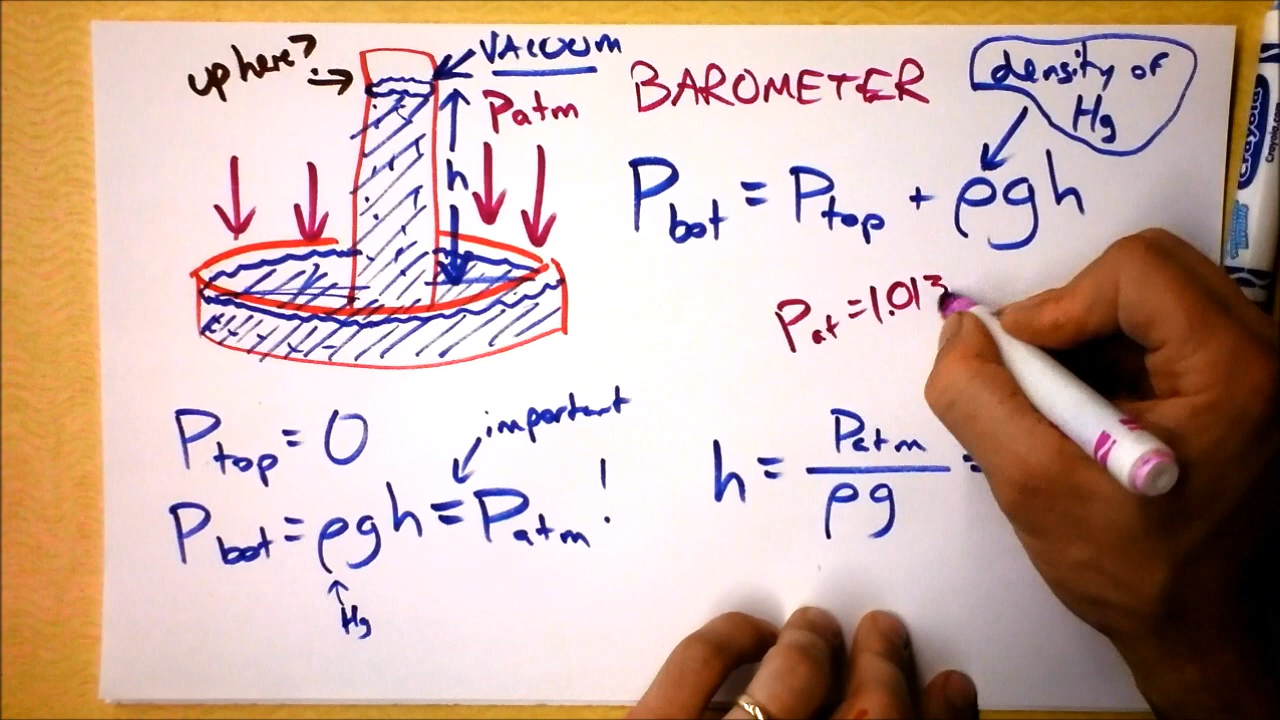 up here?
VACUUM
BAROMETER
density of
Hg
Patm
h
Pbot = Ptop + ρgh
Pat = 1.013
Ptop = 0
important
Pbot = ρgh = Patm!
Hg
h = Patm / ρg =
Crayola